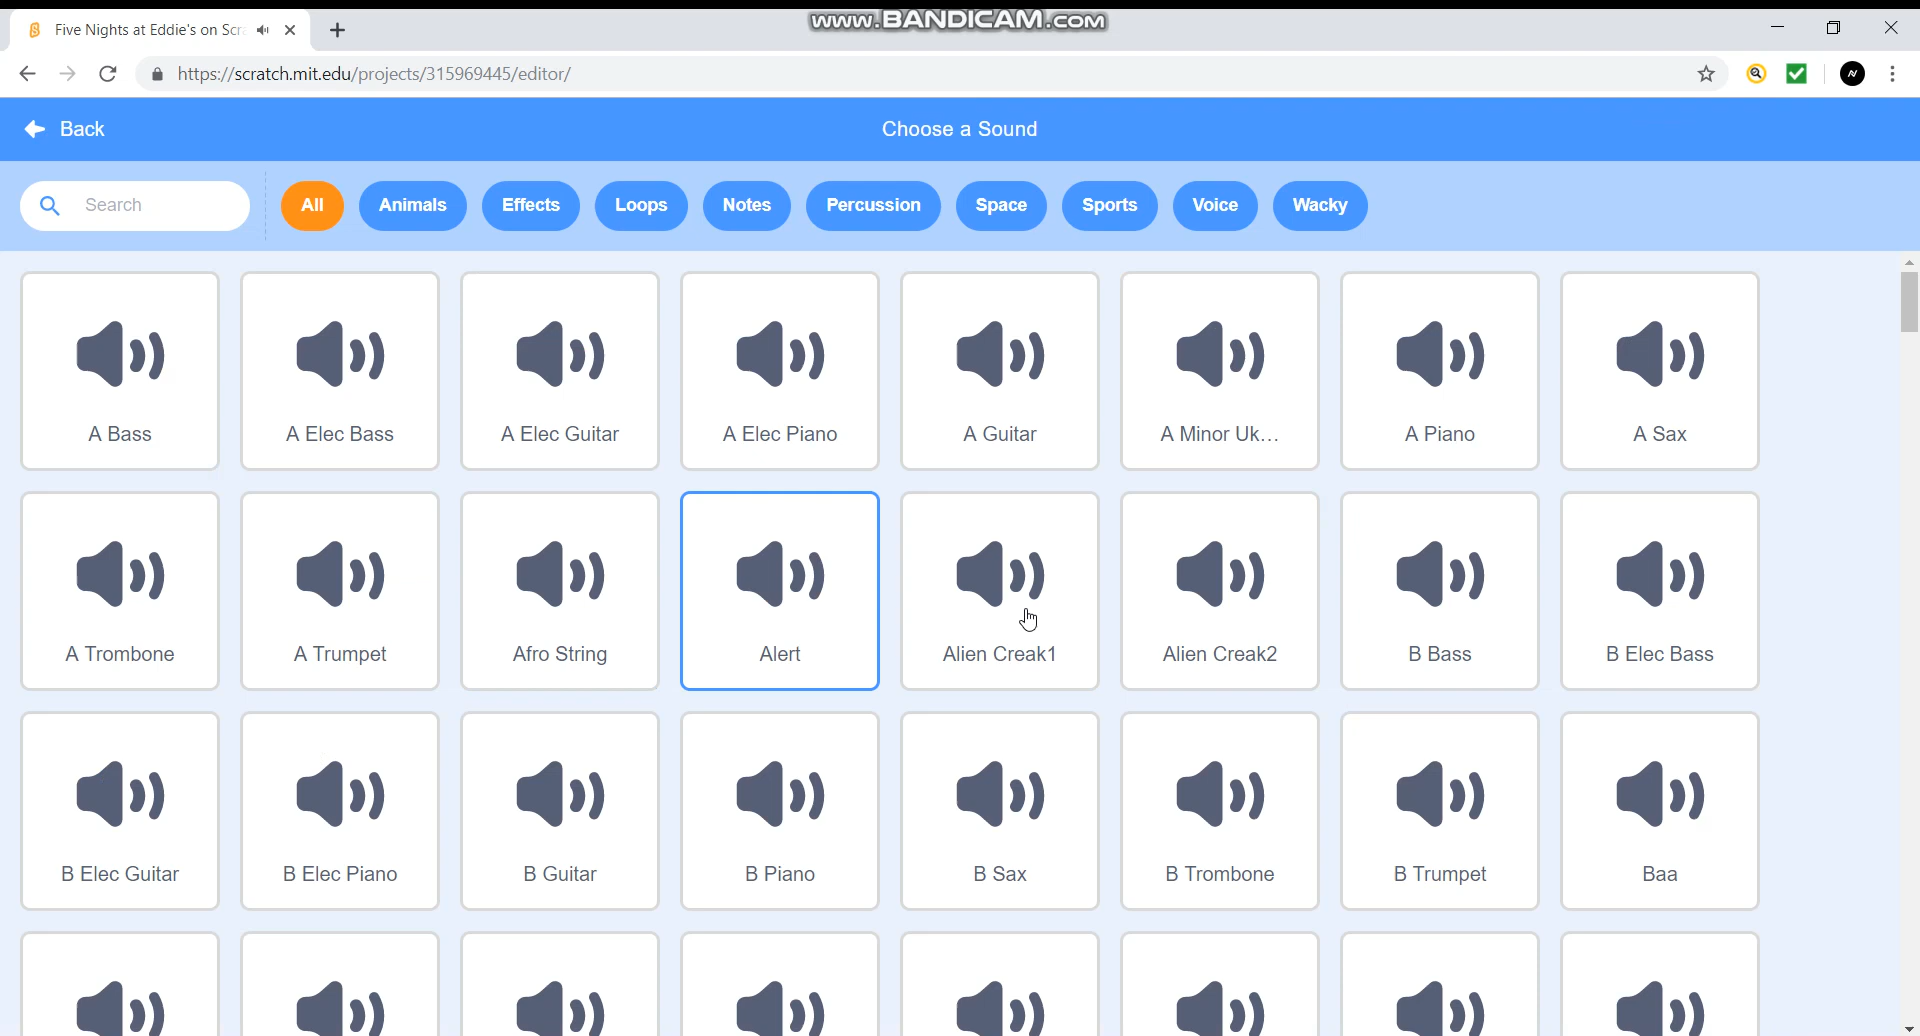 www.BANDICAM.com
Five Nights at Eddie's on Scra
https://scratch.mit.edu/projects/315969445/editor/
Back
Choose a Sound
Search
All
Animals
Effects
Loops
Notes
Percussion
Space
Sports
Voice
Wacky
A Bass
A Elec Bass
A Elec Guitar
A Elec Piano
A Guitar
A Minor Uk...
A Piano
A Sax
A Trombone
A Trumpet
Afro String
Alert
Alien Creak1
Alien Creak2
B Bass
B Elec Bass
B Elec Guitar
B Elec Piano
B Guitar
B Piano
B Sax
B Trombone
B Trumpet
Baa